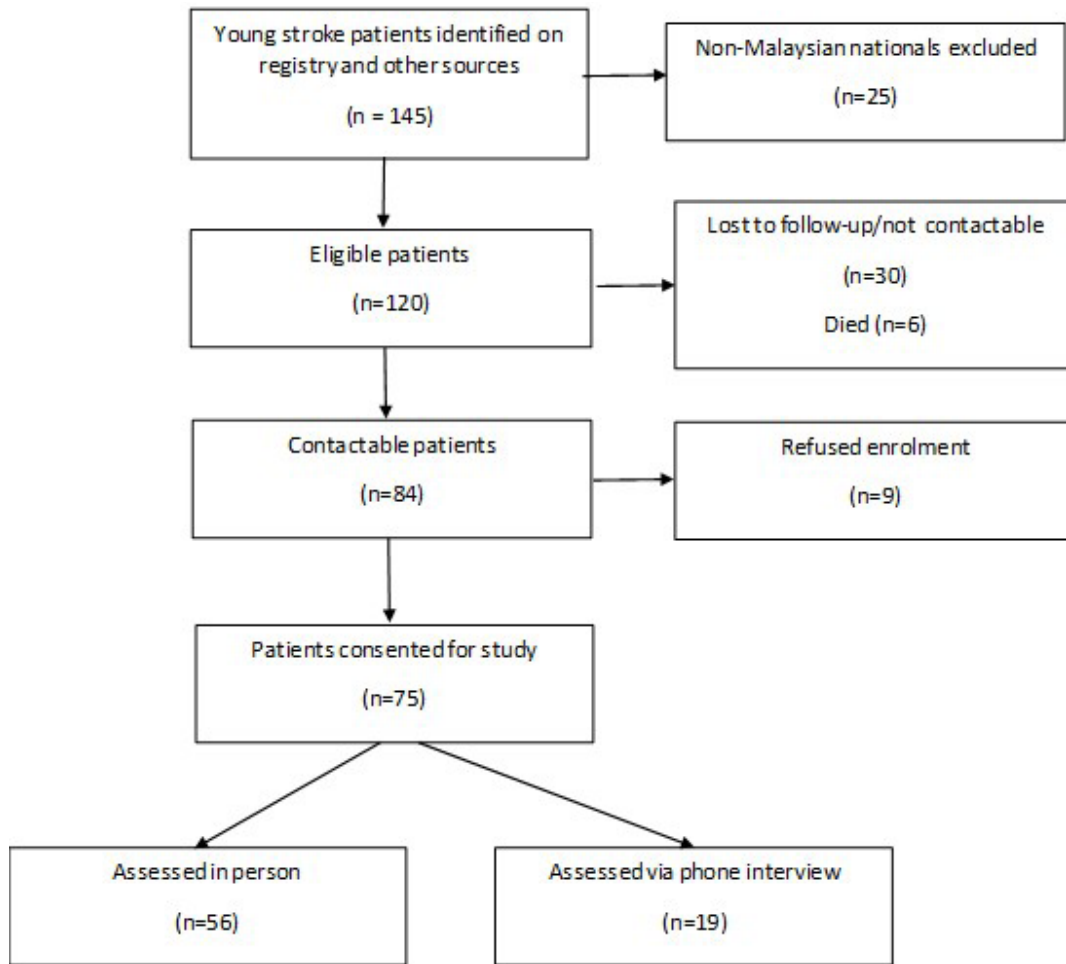 Young stroke patients identified on
registry and other sources
(n = 145)
Non-Malaysian nationals excluded
(n=25)
Eligible patients
(n=120)
Lost to follow-up/not contactable
(n=30)
Died (n=6)
Contactable patients
(n=84)
Refused enrolment
(n=9)
Patients consented for study
(n=75)
Assessed in person
(n=56)
Assessed via phone interview
(n=19)